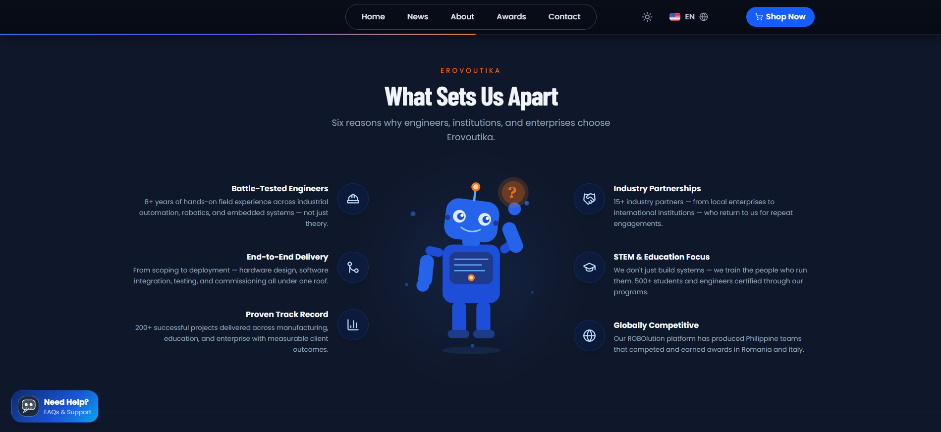 Home News About Awards Contact EN Shop Now
EROVOUTIKA
What Sets Us Apart
Six reasons why engineers, institutions, and enterprises choose
Erovoutika.
Battle-Tested Engineers
8+ years of hands-on field experience across industrial
automation, robotics, and embedded systems — not just
theory.
End-to-End Delivery
From scoping to deployment — hardware design, software
integration, testing, and commissioning all under one roof.
Proven Track Record
200+ successful projects delivered across manufacturing,
education, and enterprise with measurable client
outcomes.
?
Industry Partnerships
15+ industry partners — from local enterprises to
international institutions — who return to us for repeat
engagements.
STEM & Education Focus
We don't just build systems — we train the people who run
them. 500+ students and engineers certified through our
programs.
Globally Competitive
Our ROBOlution platform has produced Philippine teams
that competed and earned awards in Romania and Italy.
Need Help?
FAQs & Support